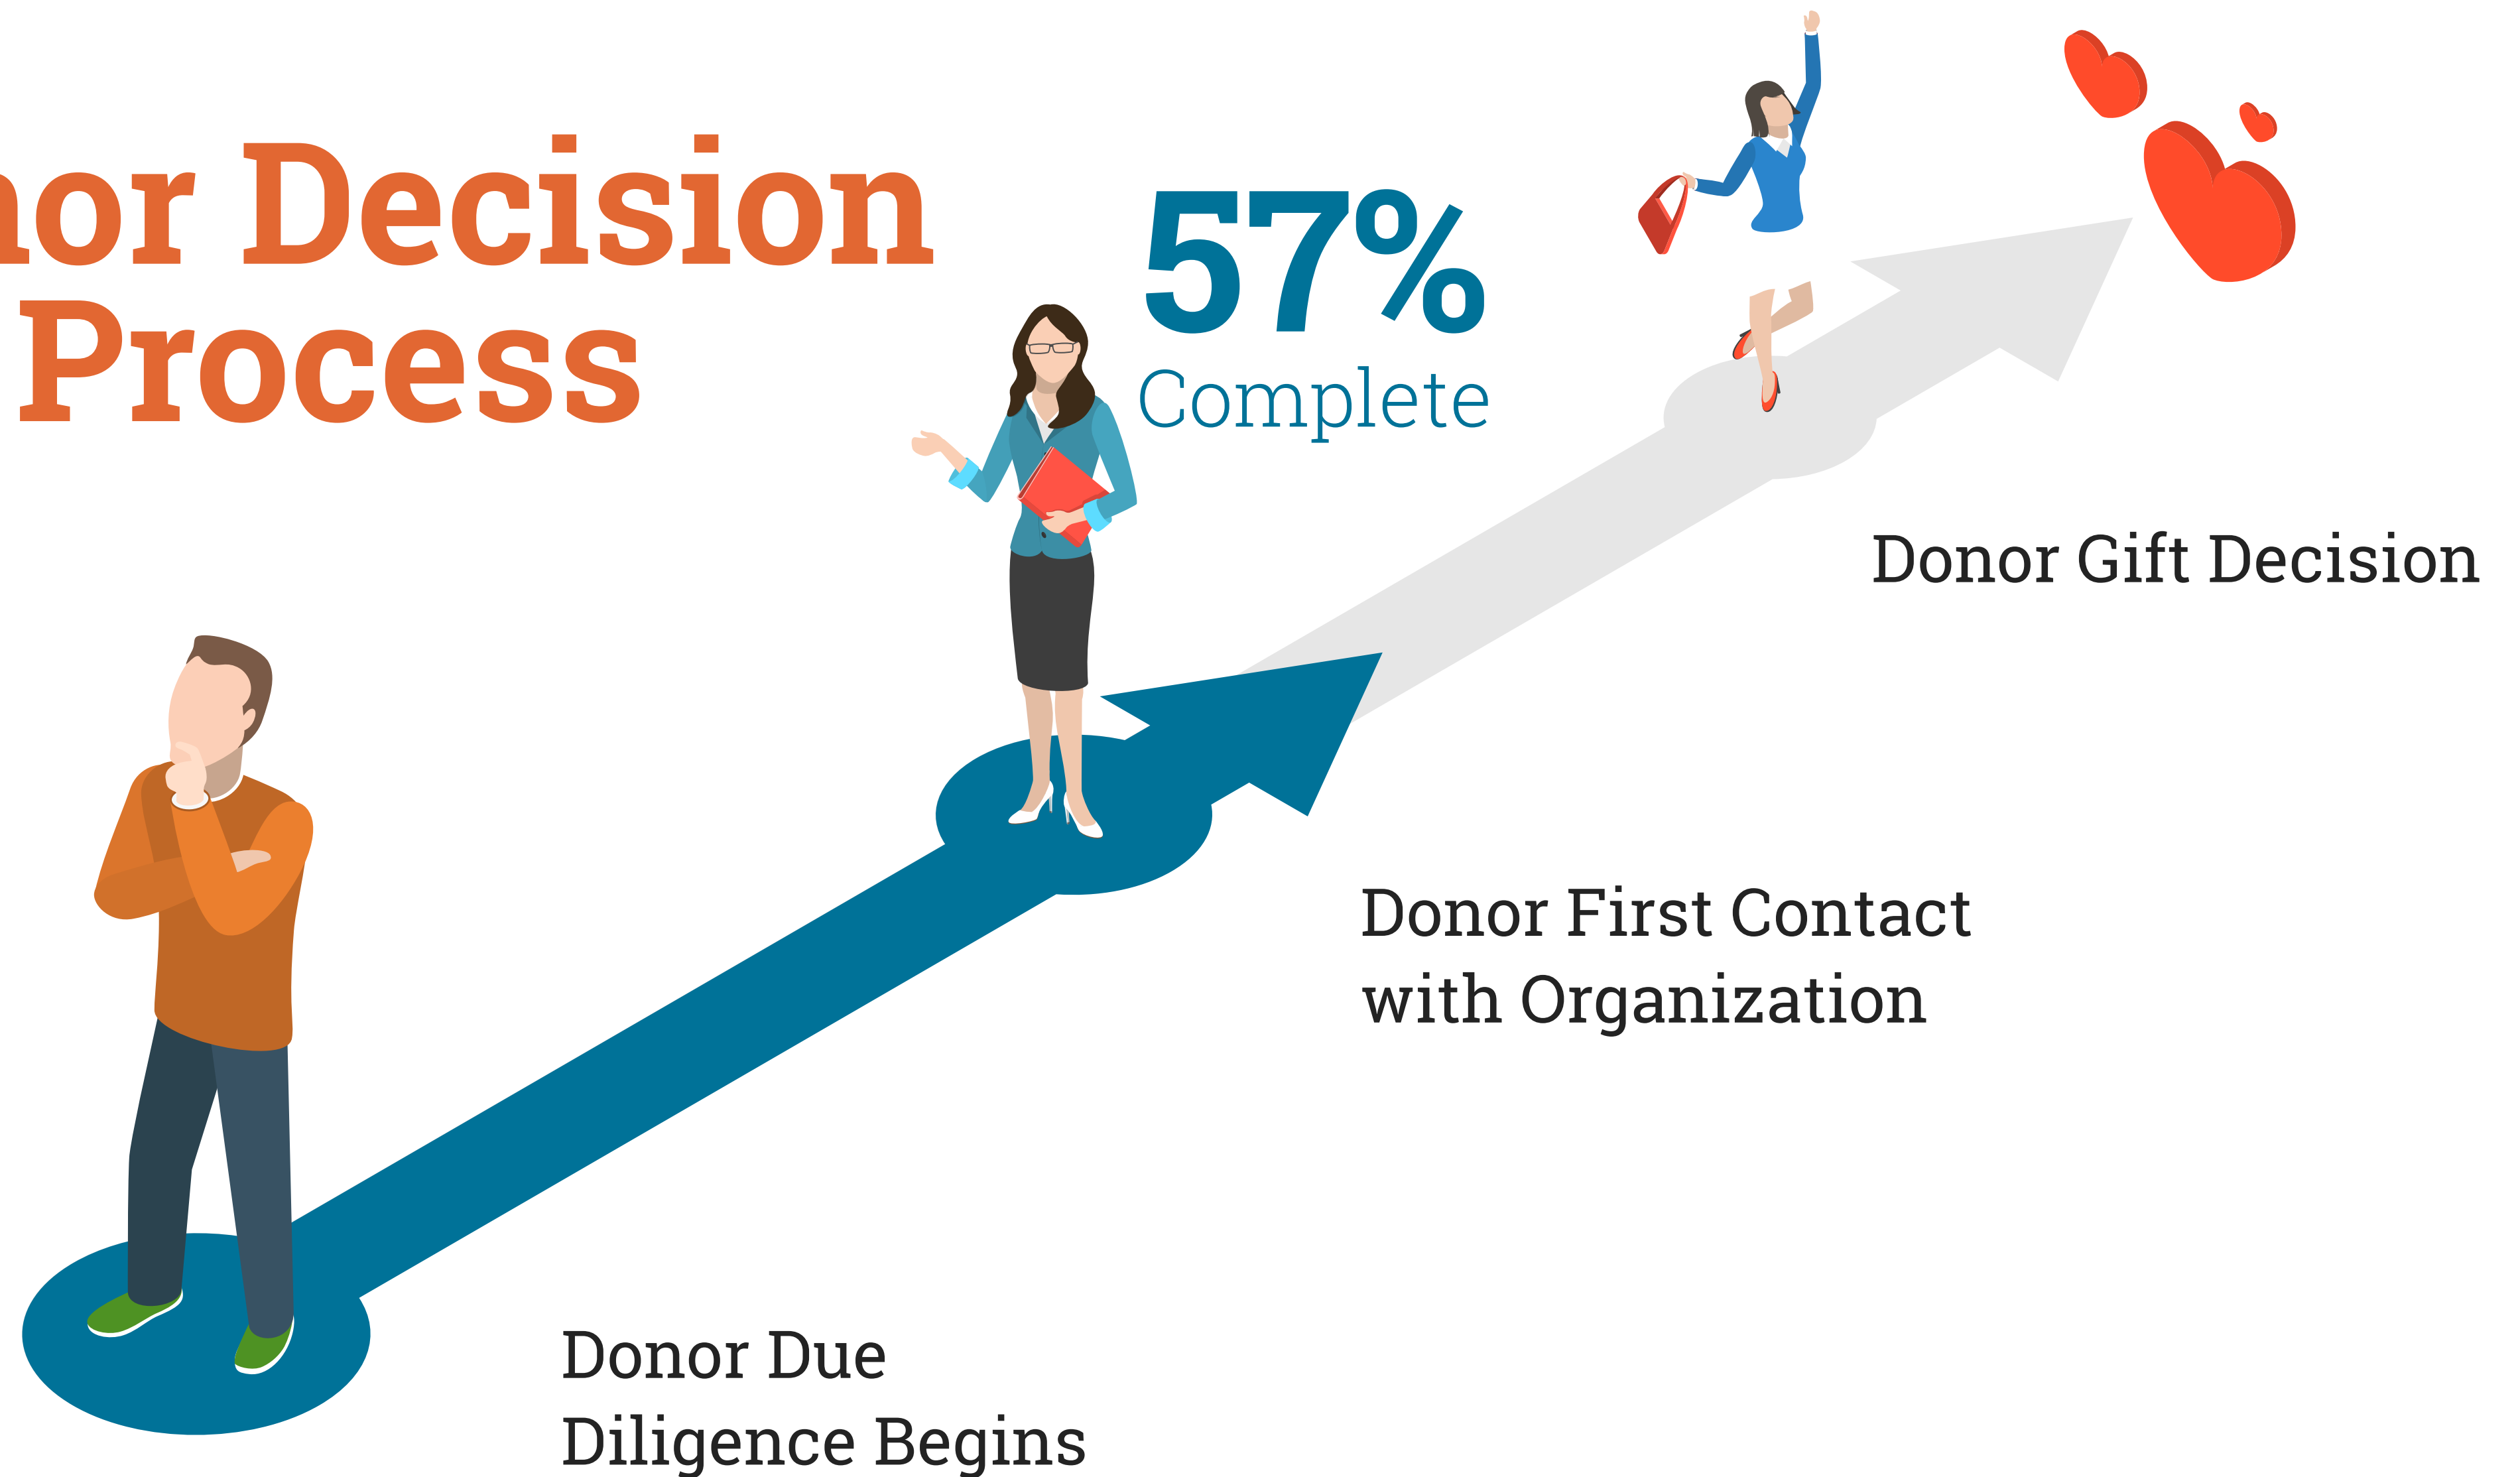 nor Decision
Process
57%
Complete
Donor Gift Decision
Donor First Contact
with Organization
Donor Due
Diligence Begins